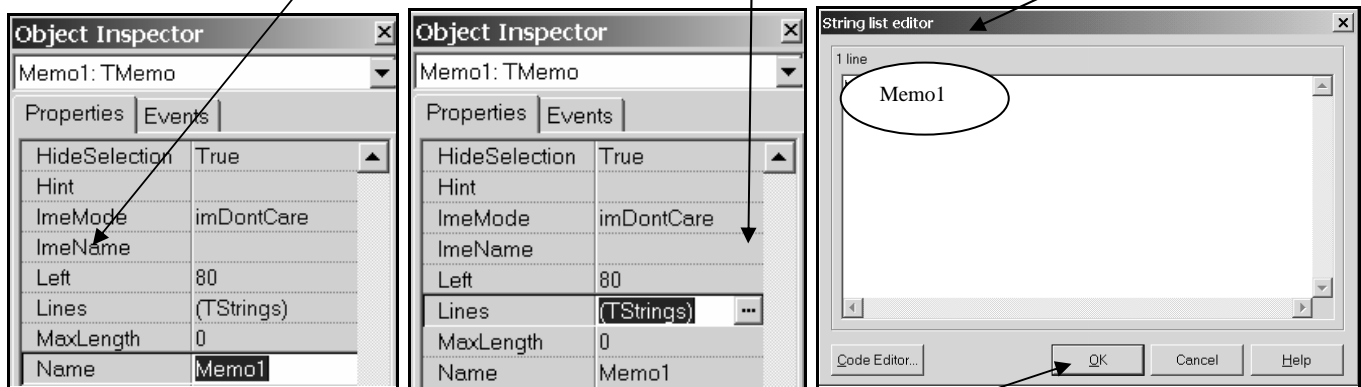 Object Inspector
Memo1: TMemo
Properties Events
HideSelection True
Hint
ImeMode imDontCare
ImeName
Left 80
Lines (TStrings)
MaxLength 0
Name Memo1
Object Inspector
Memo1: TMemo
Properties Events
HideSelection True
Hint
ImeMode imDontCare
ImeName
Left 80
Lines (TStrings) ...
MaxLength 0
Name Memo1
String list editor
1 line
Memo1
Code Editor... OK Cancel Help